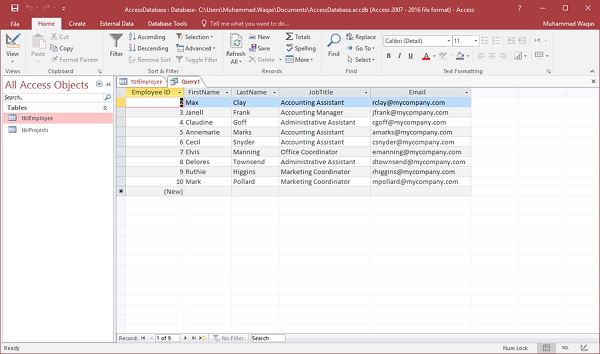 AccessDatabase : Database- C:\Users\Muhammad.Waqas\Documents\AccessDatabase.accdb (Access 2007 - 2016 file format) - Access
File Home Create External Data Database Tools Tell me what you want to do... Muhammad Waqas
View Paste Cut Copy Format Painter Filter Ascending Descending Remove Sort Selection Advanced Toggle Filter Refresh All New Save Delete Totals Spelling More Find Replace Go To Select Calibri (Detail) 11 B I U
Views Clipboard Sort & Filter Records Find Text Formatting
All Access Objects
Search...
Tables
tblEmployee
tblProjects
tblEmployee Query1
Employee ID FirstName LastName JobTitle Email
2 Max Clay Accounting Assistant rclay@mycompany.com
3 Janell Frank Accounting Manager jfrank@mycompany.com
4 Claudine Goff Administrative Assistant cgoff@mycompany.com
5 Annemarie Marks Accounting Assistant amarks@mycompany.com
6 Cecil Snyder Accounting Assistant csnyder@mycompany.com
7 Elvis Manning Office Coordinator emanning@mycompany.com
8 Delores Townsend Administrative Assistant dtownsend@mycompany.com
9 Ruthie Higgins Marketing Coordinator rhiggins@mycompany.com
10 Mark Pollard Marketing Coordinator mpollard@mycompany.com
(New)
Record: 1 of 9 No Filter Search
Ready Num Lock SQL